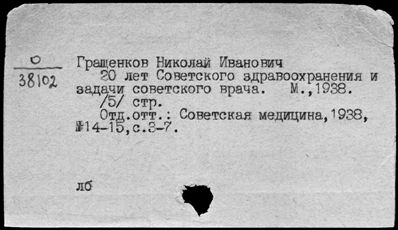 О
38102
Гращенков Николай Иванович
20 лет Советского здравоохранения и
задачи советского врача. М.,1938.
/5/ стр.
Отд.отт.: Советская медицина,1938,
№14-15,с.3-7.
лб